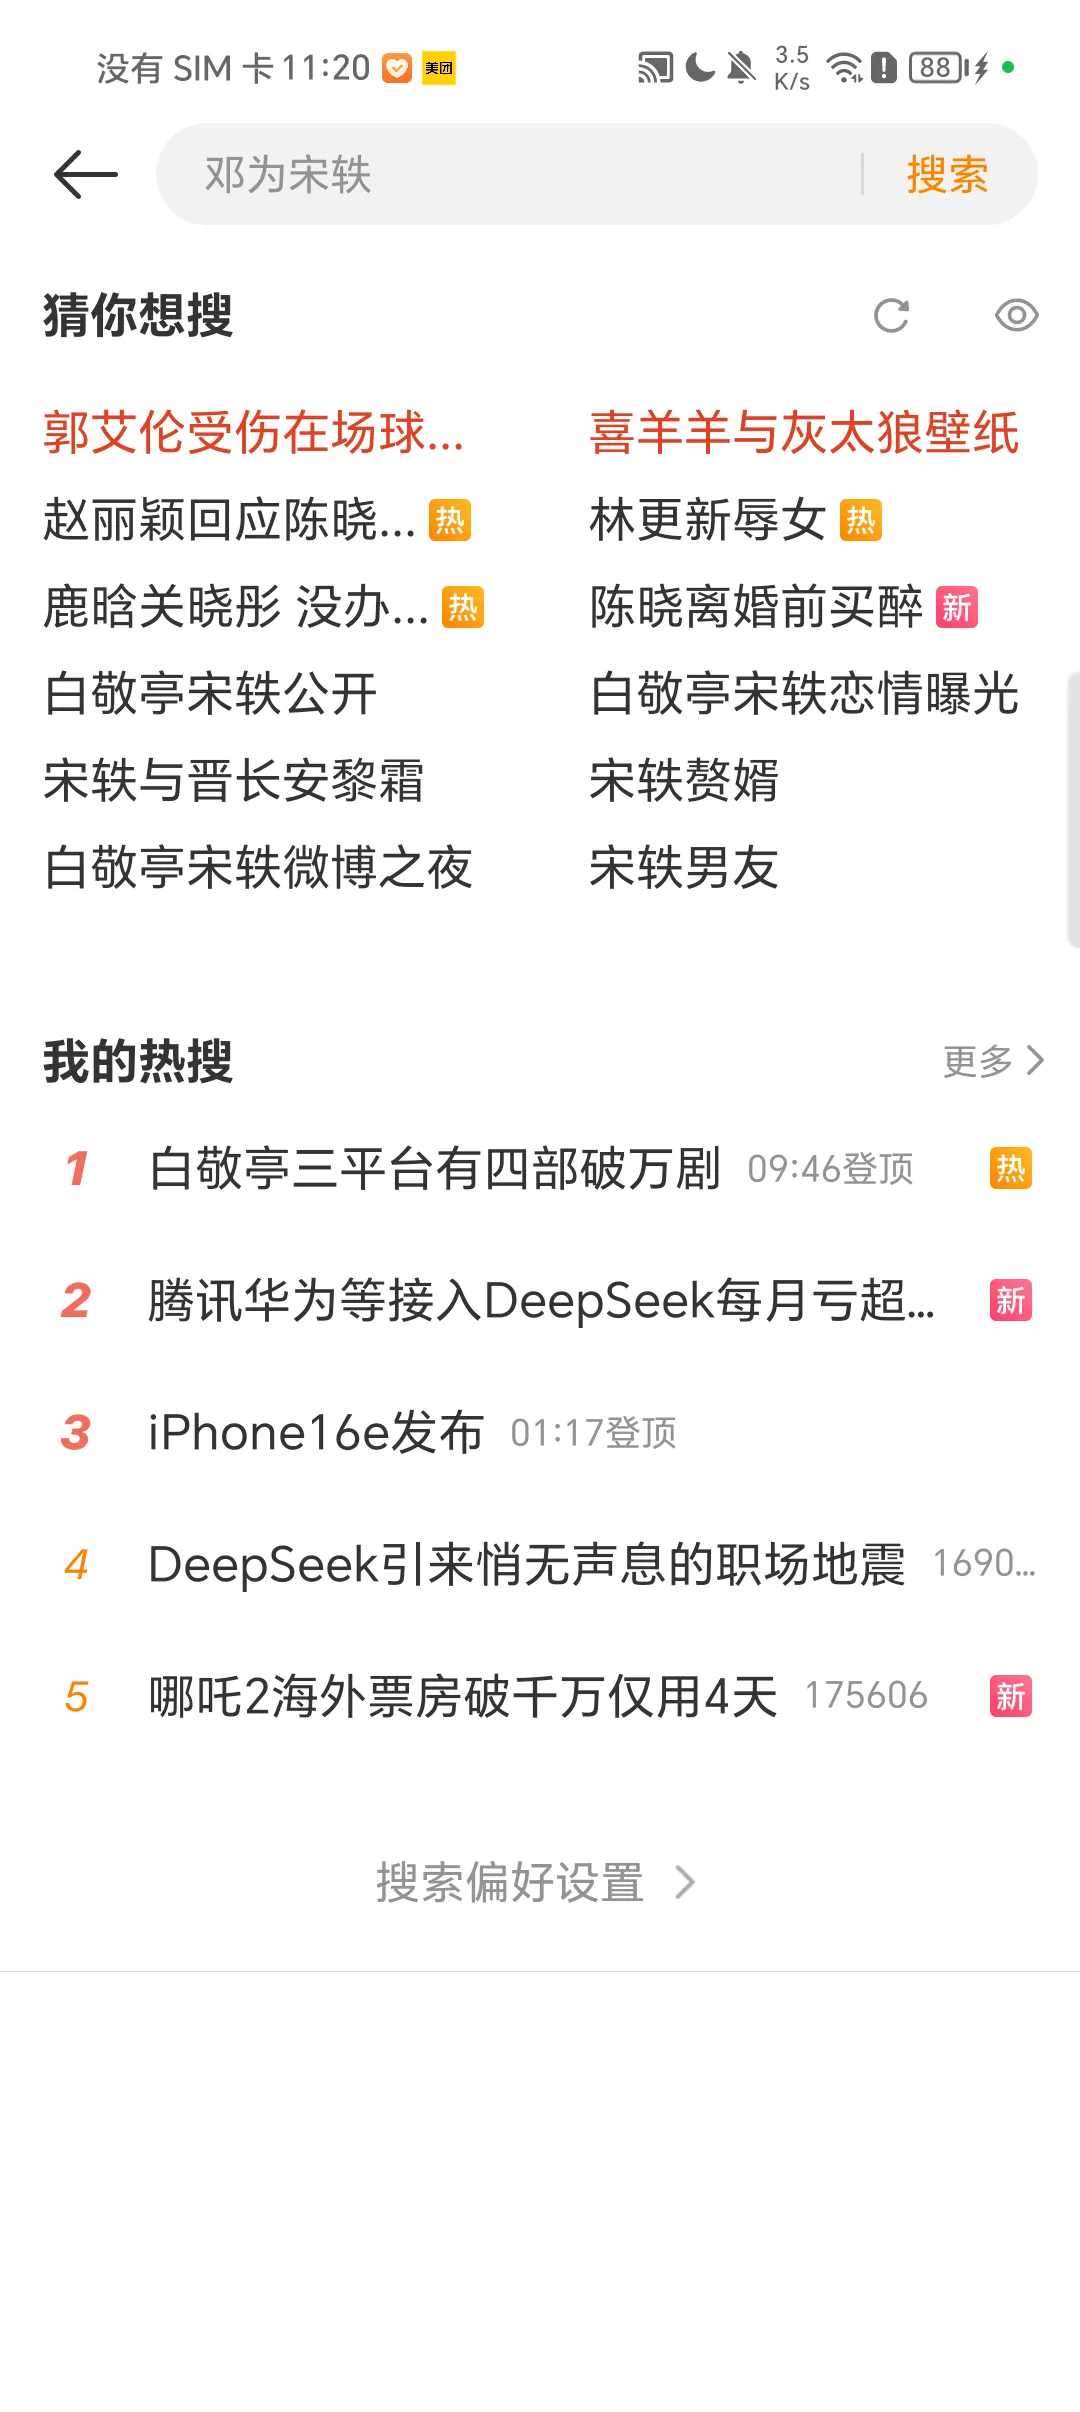 没有 SIM 卡 11:20 美团 3.5 K/s 88
邓为宋轶 搜索
猜你想搜
郭艾伦受伤在场球... 喜羊羊与灰太狼壁纸
赵丽颖回应陈晓... 热 林更新辱女 热
鹿晗关晓彤 没办... 热 陈晓离婚前买醉 新
白敬亭宋轶公开 白敬亭宋轶恋情曝光
宋轶与晋长安黎霜 宋轶赘婿
白敬亭宋轶微博之夜 宋轶男友
我的热搜 更多
1 白敬亭三平台有四部破万剧 09:46登顶 热
2 腾讯华为等接入DeepSeek每月亏超... 新
3 iPhone16e发布 01:17登顶
4 DeepSeek引来悄无声息的职场地震 1690...
5 哪吒2海外票房破千万仅用4天 175606 新
搜索偏好设置